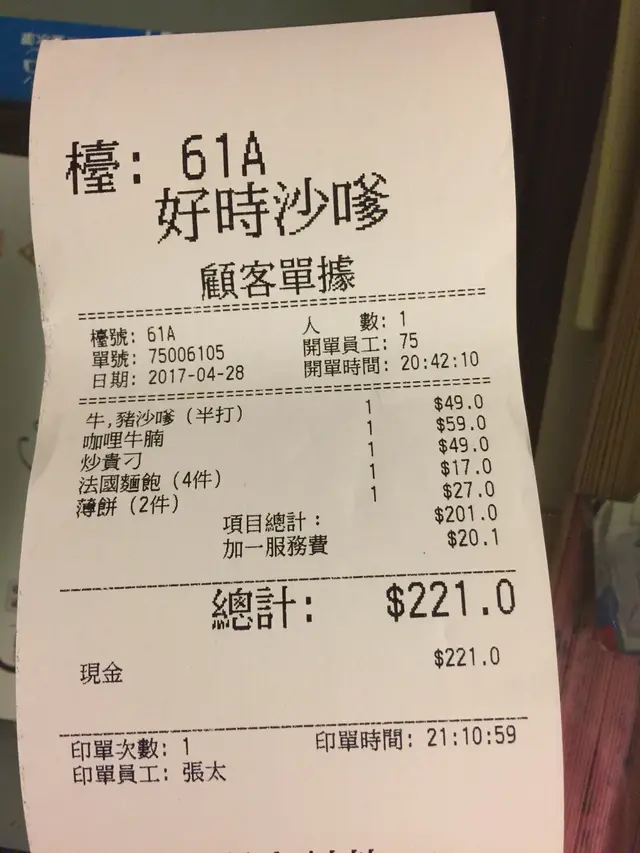 檯: 61A
好時沙嗲
顧客單據
檯號: 61A 人 數: 1
單號: 75006105 開單員工: 75
日期: 2017-04-28 開單時間: 20:42:10
牛,豬沙嗲 (半打) 1 $49.0
咖哩牛腩 1 $59.0
炒貴刁 1 $49.0
法國麵飽 (4件) 1 $17.0
薄餅 (2件) 1 $27.0
項目總計: $201.0
加一服務費 $20.1
總計: $221.0
現金 $221.0
印單次數: 1 印單時間: 21:10:59
印單員工: 張太